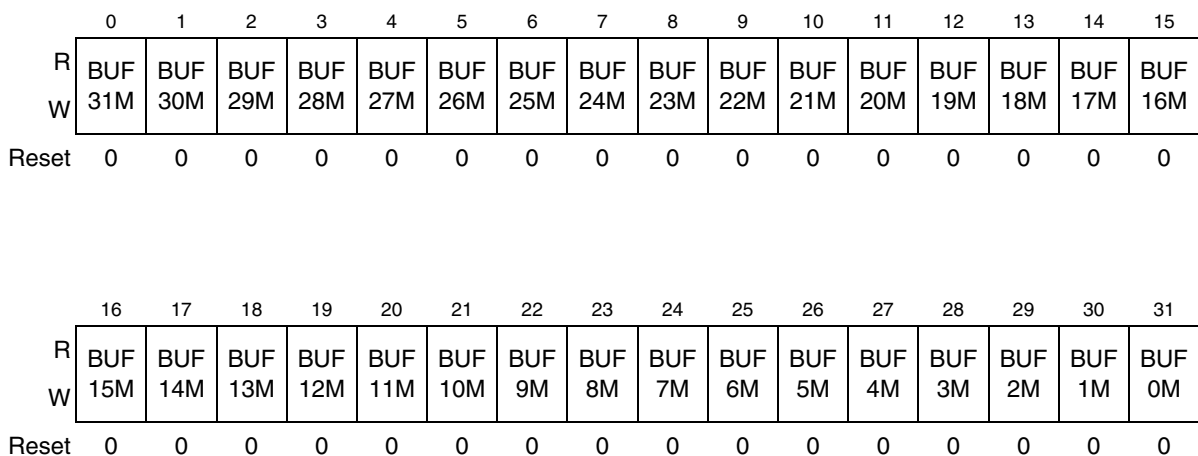 0 1 2 3 4 5 6 7 8 9 10 11 12 13 14 15
R BUF BUF BUF BUF BUF BUF BUF BUF BUF BUF BUF BUF BUF BUF BUF BUF
W 31M 30M 29M 28M 27M 26M 25M 24M 23M 22M 21M 20M 19M 18M 17M 16M
Reset 0 0 0 0 0 0 0 0 0 0 0 0 0 0 0 0
16 17 18 19 20 21 22 23 24 25 26 27 28 29 30 31
R BUF BUF BUF BUF BUF BUF BUF BUF BUF BUF BUF BUF BUF BUF BUF BUF
W 15M 14M 13M 12M 11M 10M 9M 8M 7M 6M 5M 4M 3M 2M 1M 0M
Reset 0 0 0 0 0 0 0 0 0 0 0 0 0 0 0 0